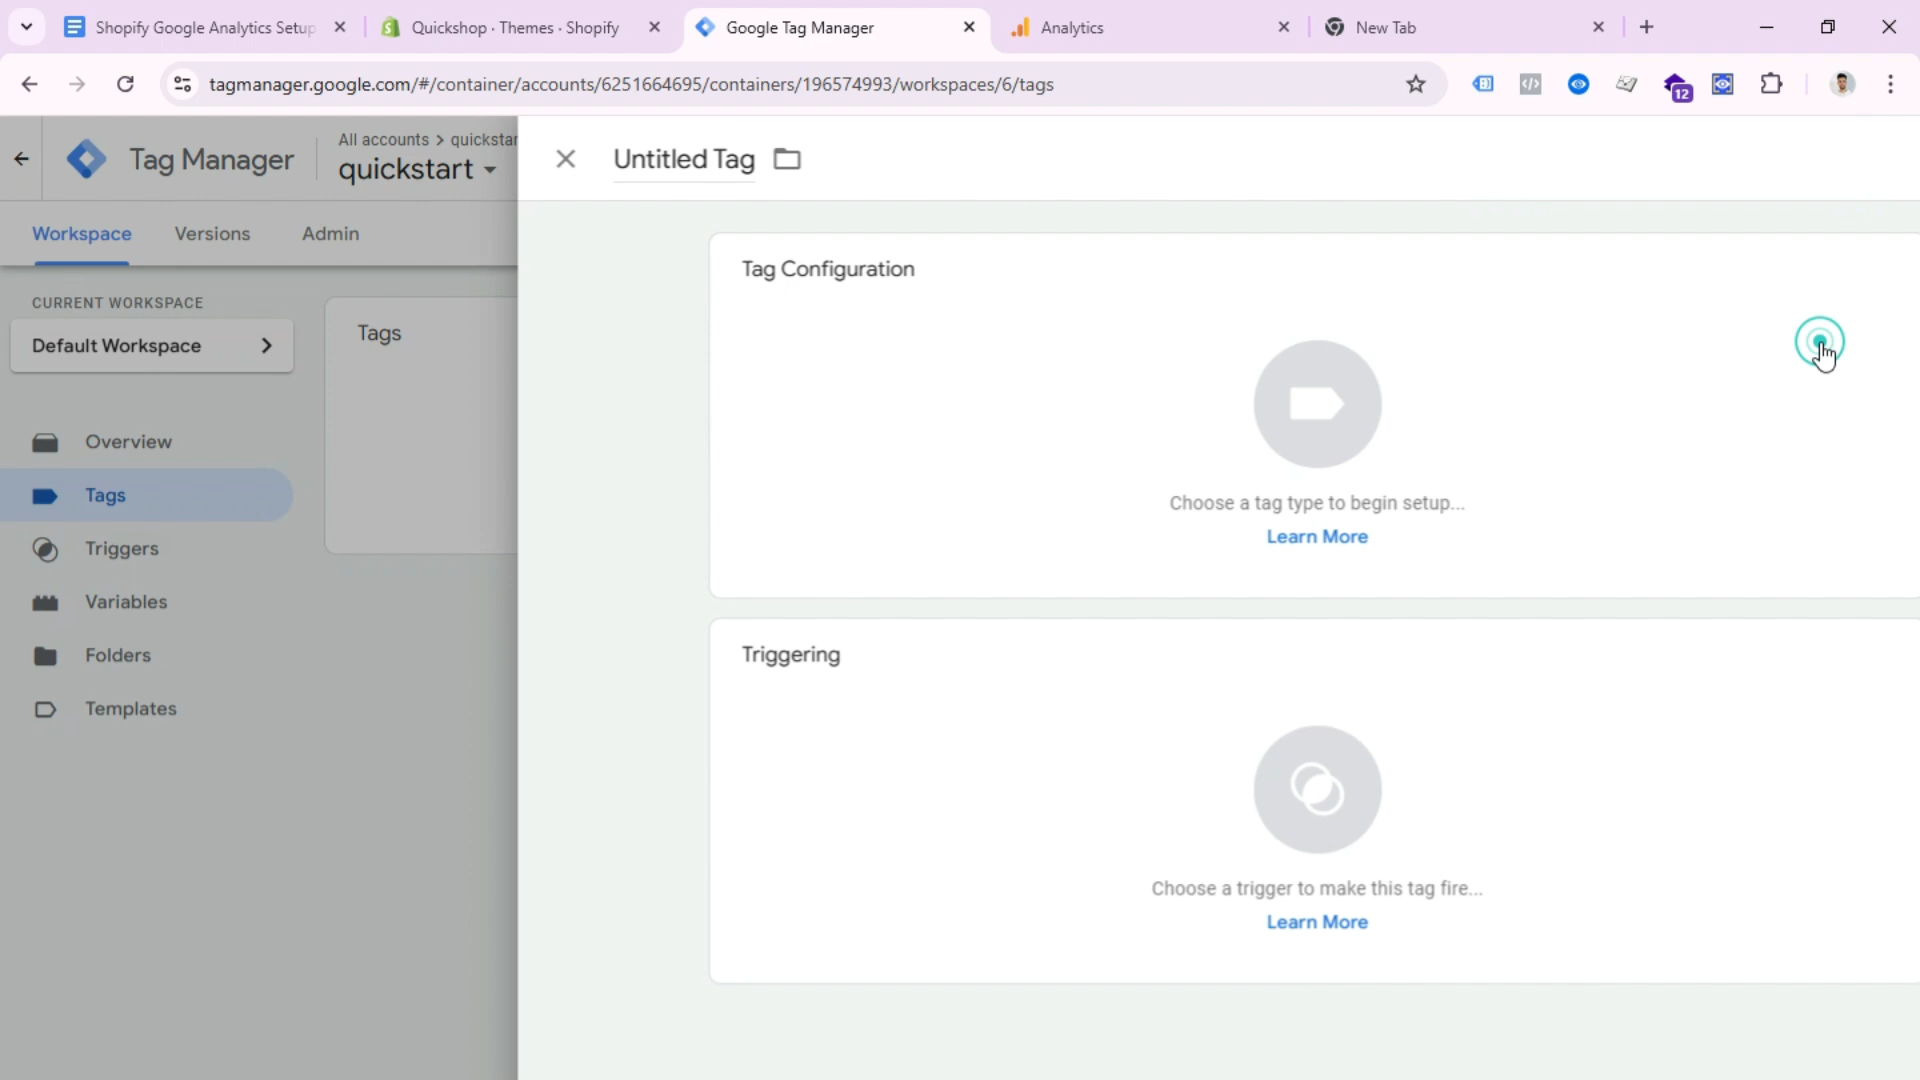 Shopify Google Analytics Setup
Quickshop · Themes · Shopify
Google Tag Manager
Analytics
New Tab
tagmanager.google.com/#/container/accounts/6251664695/containers/196574993/workspaces/6/tags
12
Tag Manager
All accounts > quickstar
quickstart
Untitled Tag
Workspace
Versions
Admin
CURRENT WORKSPACE
Default Workspace
Overview
Tags
Triggers
Variables
Folders
Templates
Tags
Tag Configuration
Choose a tag type to begin setup...
Learn More
Triggering
Choose a trigger to make this tag fire...
Learn More